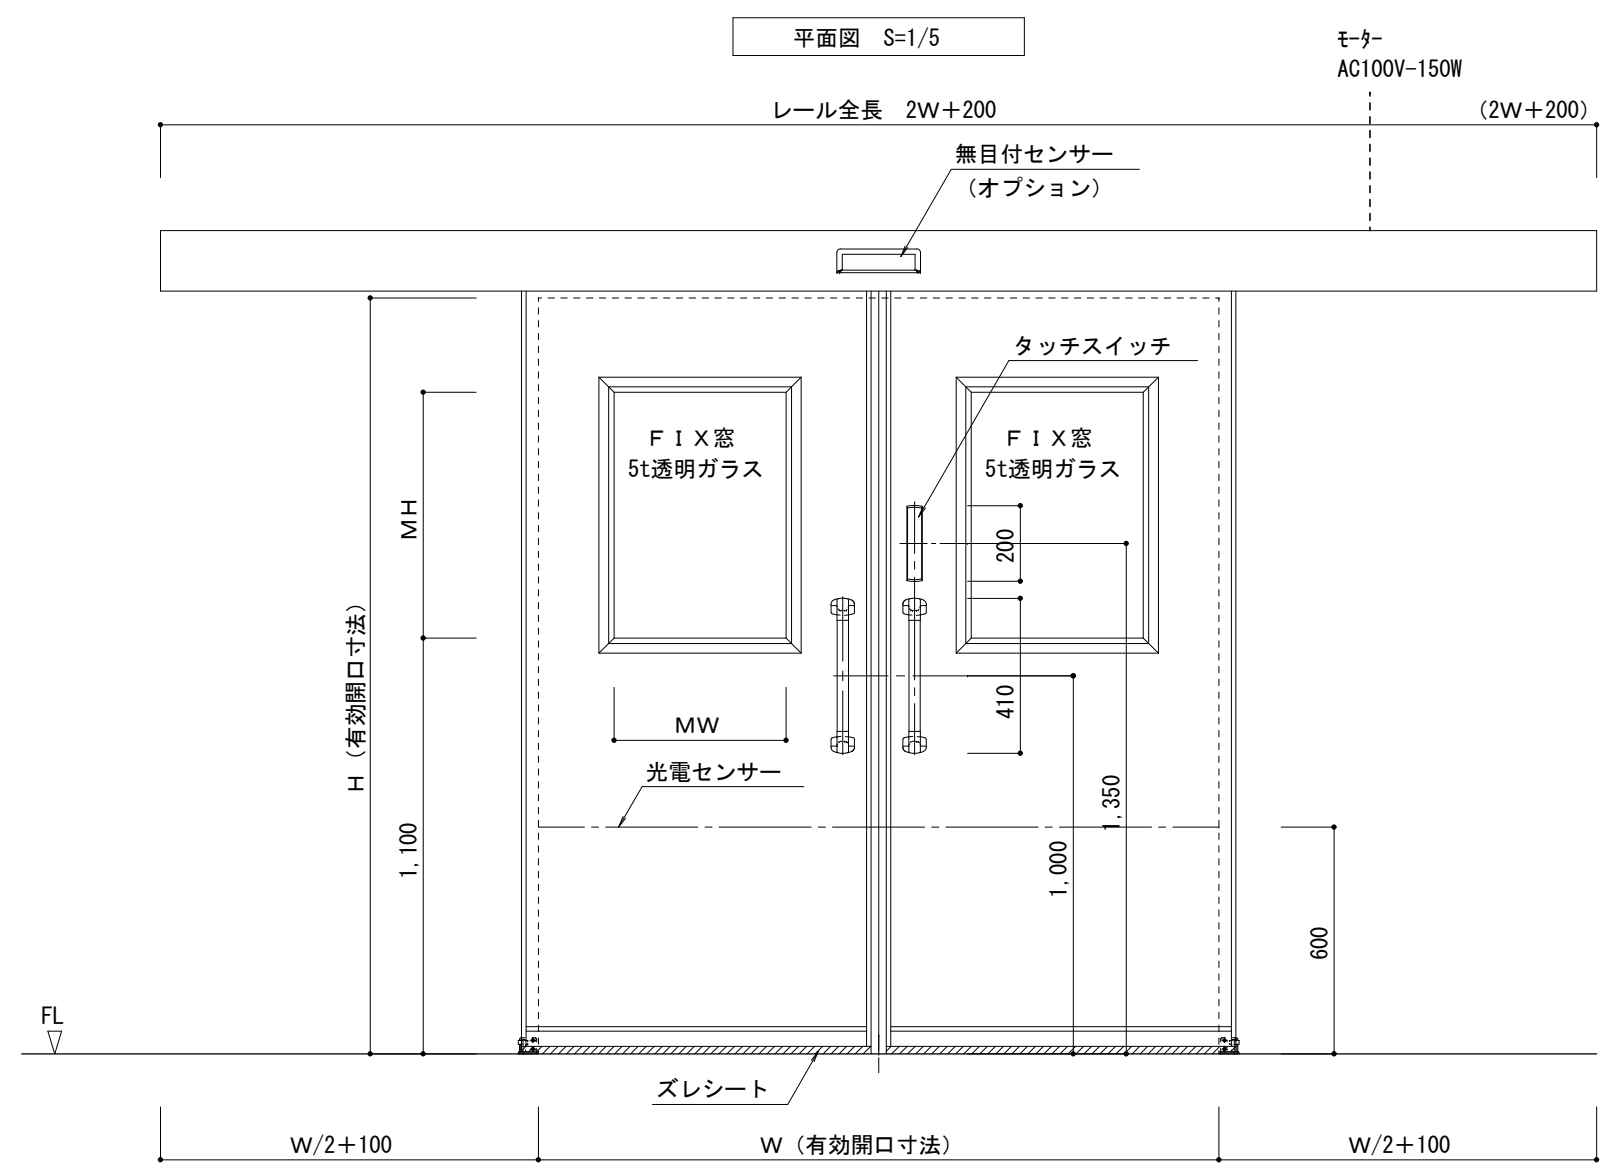 平面図 S=1/5
ﾓｰﾀｰ
AC100V-150W
レール全長 2W+200
(2W+200)
無目付センサー
(オプション)
タッチスイッチ
FIX窓
5t透明ガラス
FIX窓
5t透明ガラス
MH
200
H(有効開口寸法)
410
MW
光電センサー
1,350
1,100
1,000
600
FL
ズレシート
W/2+100
W(有効開口寸法)
W/2+100